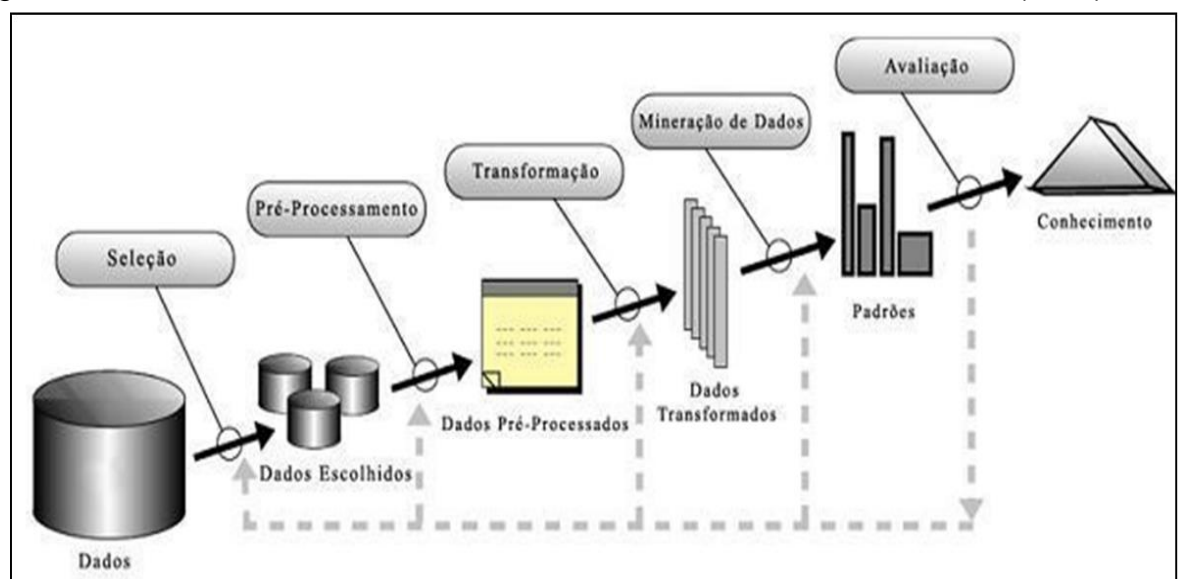 Avaliação
Mineração de Dados
Transformação
Pré-Processamento
Seleção
Conhecimento
Padrões
Dados
Transformados
Dados Pré-Processados
Dados Escolhidos
Dados